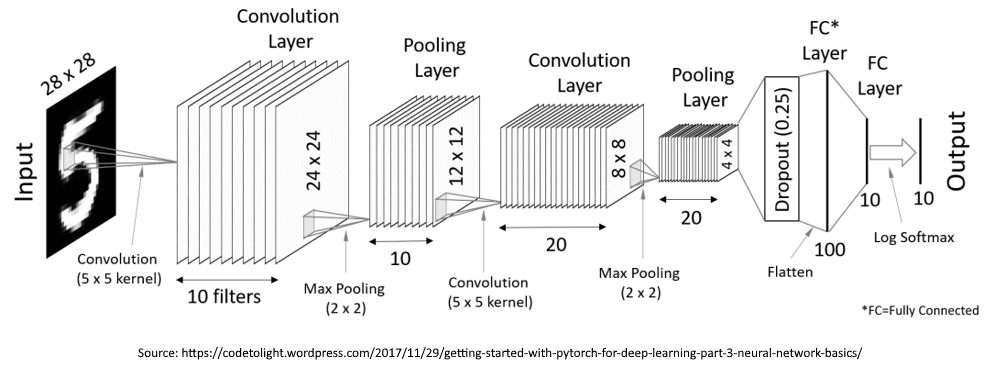 Input
28 x 28
Convolution
(5 x 5 kernel)
Convolution
Layer
24 x 24
10 filters
Max Pooling
(2 x 2)
Pooling
Layer
12 x 12
10
Convolution
(5 x 5 kernel)
Convolution
Layer
8 x 8
20
Max Pooling
(2 x 2)
Pooling
Layer
4 x 4
20
Dropout (0.25)
Flatten
FC*
Layer
100
FC
Layer
10
Log Softmax
10
Output
*FC=Fully Connected
Source: https://codetolight.wordpress.com/2017/11/29/getting-started-with-pytorch-for-deep-learning-part-3-neural-network-basics/